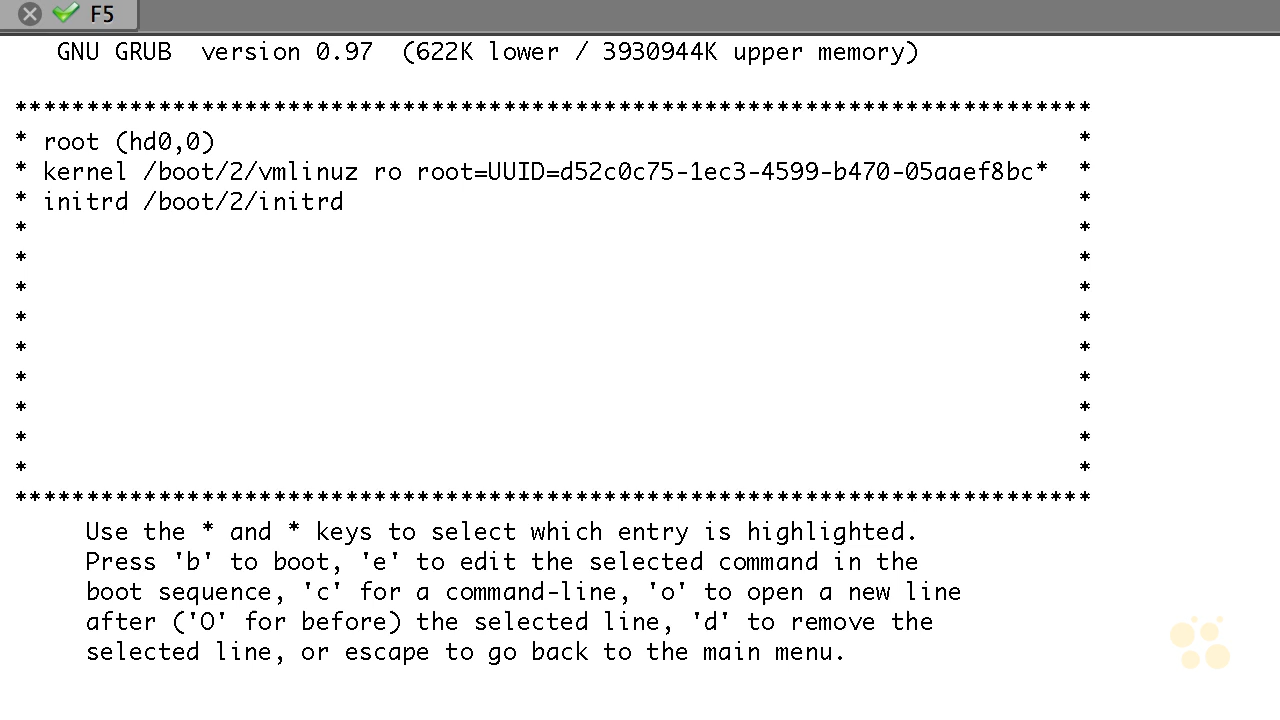 F5
GNU GRUB  version 0.97  (622K lower / 3930944K upper memory)
***************************************************************************
* root (hd0,0) *
* kernel /boot/2/vmlinuz ro root=UUID=d52c0c75-1ec3-4599-b470-05aaef8bc*  *
* initrd /boot/2/initrd *
* *
* *
* *
* *
* *
* *
* *
* *
* *
***************************************************************************
Use the * and * keys to select which entry is highlighted.
Press 'b' to boot, 'e' to edit the selected command in the
boot sequence, 'c' for a command-line, 'o' to open a new line
after ('O' for before) the selected line, 'd' to remove the
selected line, or escape to go back to the main menu.